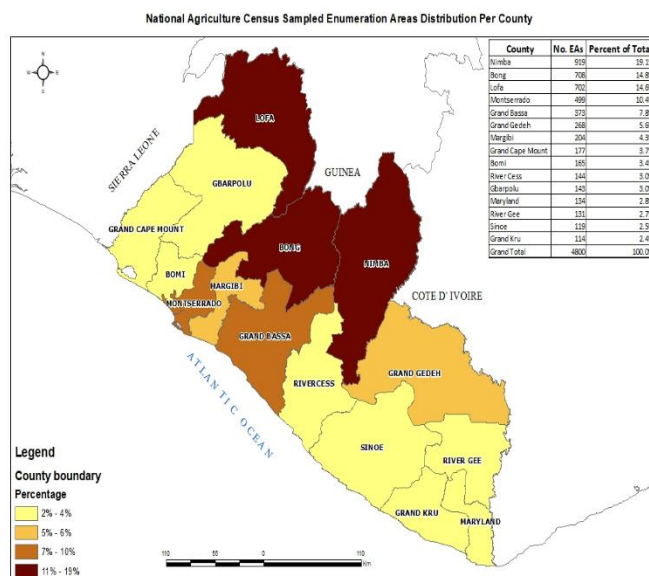 National Agriculture Census Sampled Enumeration Areas Distribution Per County
County No. EAs Percent of Tota
Nimba 919 19.1
Bong 708 14.8
Lofa 702 14.6
Montserrado 499 10.4
Grand Bassa 373 7.8
Grand Gedeh 268 5.6
Margibi 204 4.3
Grand Cape Mount 177 3.7
Bomi 165 3.4
River Cess 144 3.0
Gbarpolu 143 3.0
Maryland 134 2.8
River Gee 131 2.7
Sinoe 119 2.5
Grand Kru 114 2.4
Grand Total 4800 100.0
N
W
E
S
LOFA
SIERRA LEONE
GUINEA
GBARPOLU
GRAND CAPE MOUNT
BONG
NIMBA
BOMI
MARGIBI
MONTSERRADO
COTE D' IVOIRE
GRAND BASSA
ATLANTIC OCEAN
GRAND GEDEH
RIVERCESS
SINOE
RIVER GEE
GRAND KRU
MARYLAND
Legend
County boundary
Percentage
2% - 4%
5% - 6%
7% - 10%
11% - 19%
110 55 0 110
Km